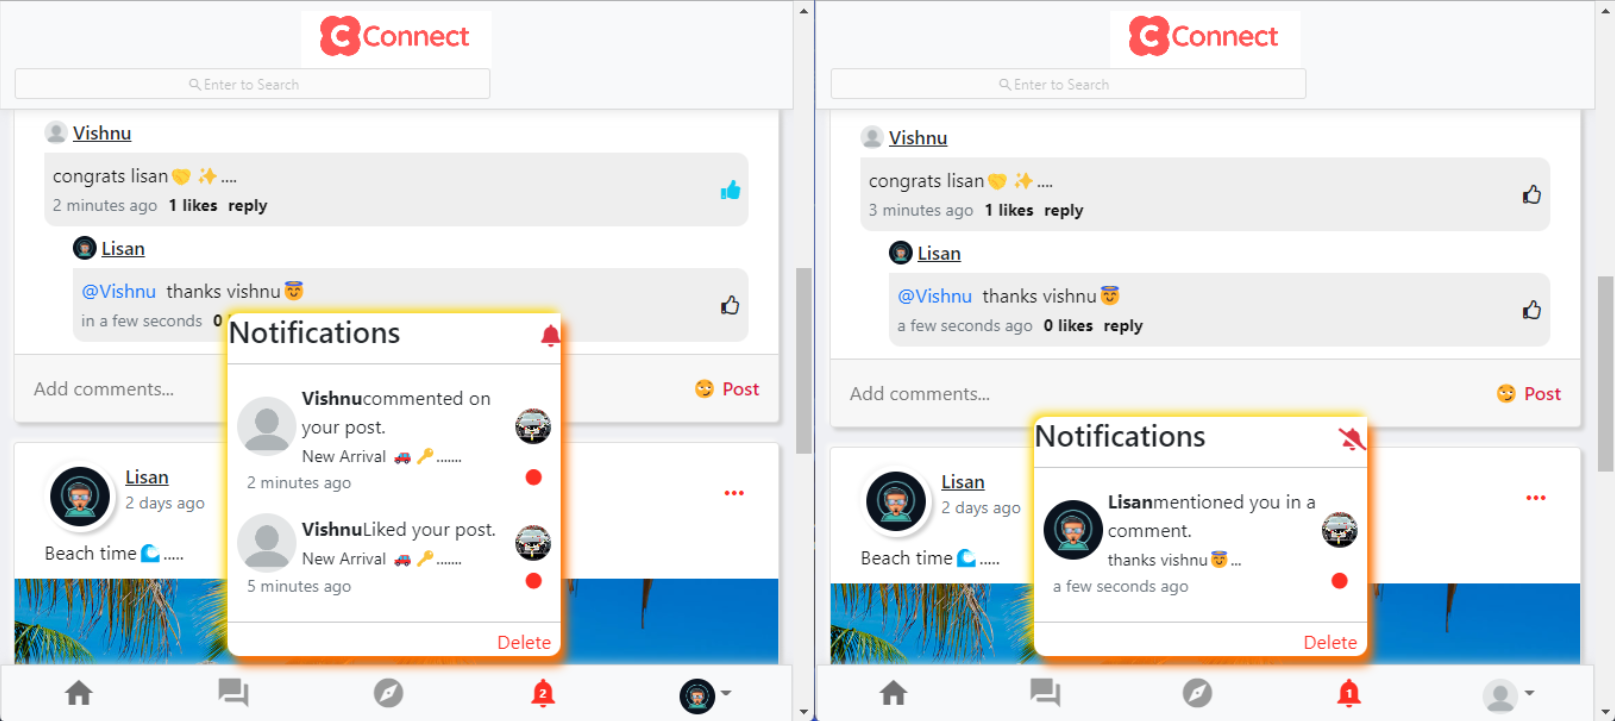 Connect
Enter to Search
Vishnu
congrats lisan🤝 ✨ ....
2 minutes ago 1 likes reply
Lisan
@Vishnu thanks vishnu😇
in a few seconds 0
Add comments...
😏 Post
Lisan
2 days ago
Beach time🌊.....
Notifications
Vishnucommented on
your post.
New Arrival 🚗 🔑.......
2 minutes ago
VishnuLiked your post.
New Arrival 🚗 🔑.......
5 minutes ago
Delete
2
Connect
Enter to Search
Vishnu
congrats lisan🤝 ✨ ....
3 minutes ago 1 likes reply
Lisan
@Vishnu thanks vishnu😇
a few seconds ago 0 likes reply
Add comments...
😏 Post
Lisan
2 days ago
Beach time🌊.....
Notifications
Lisanmentioned you in a
comment.
thanks vishnu😇...
a few seconds ago
Delete
1